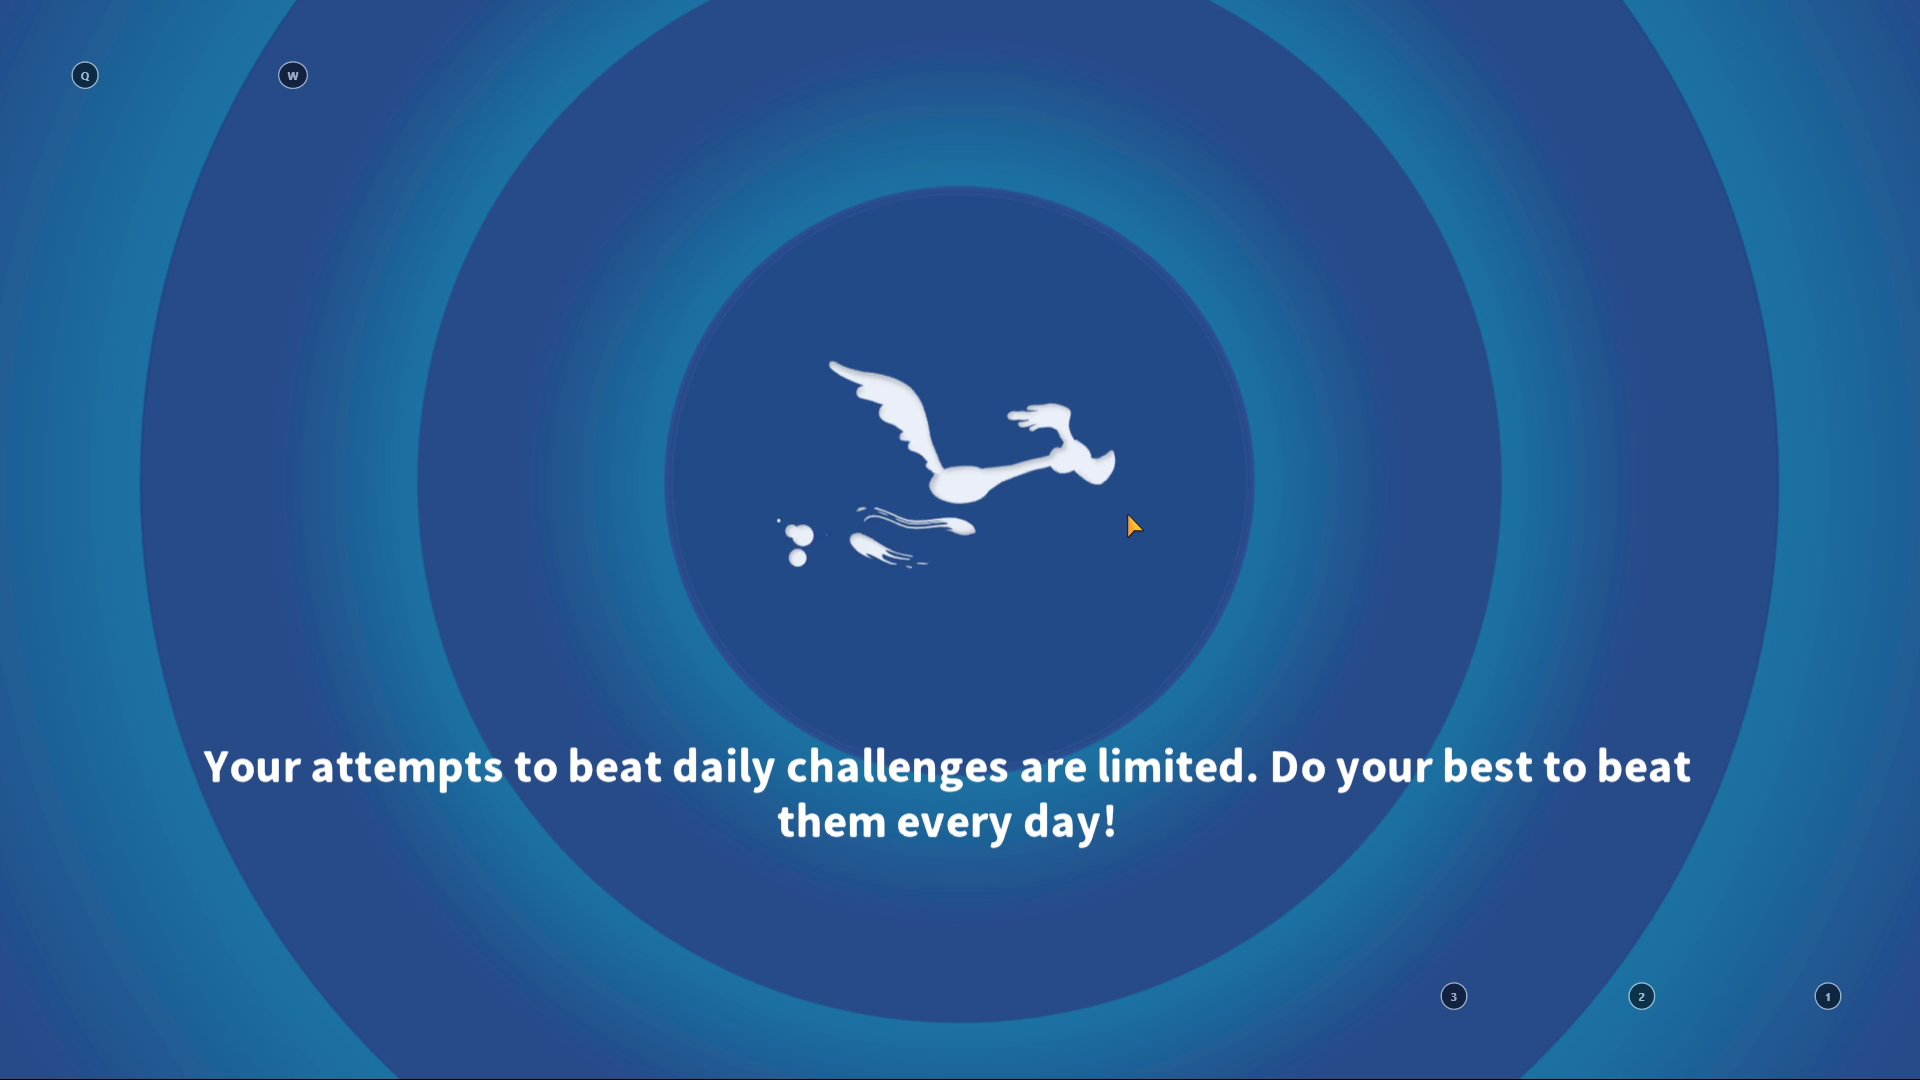 Q
W
Your attempts to beat daily challenges are limited. Do your best to beat
them every day!
3
2
1